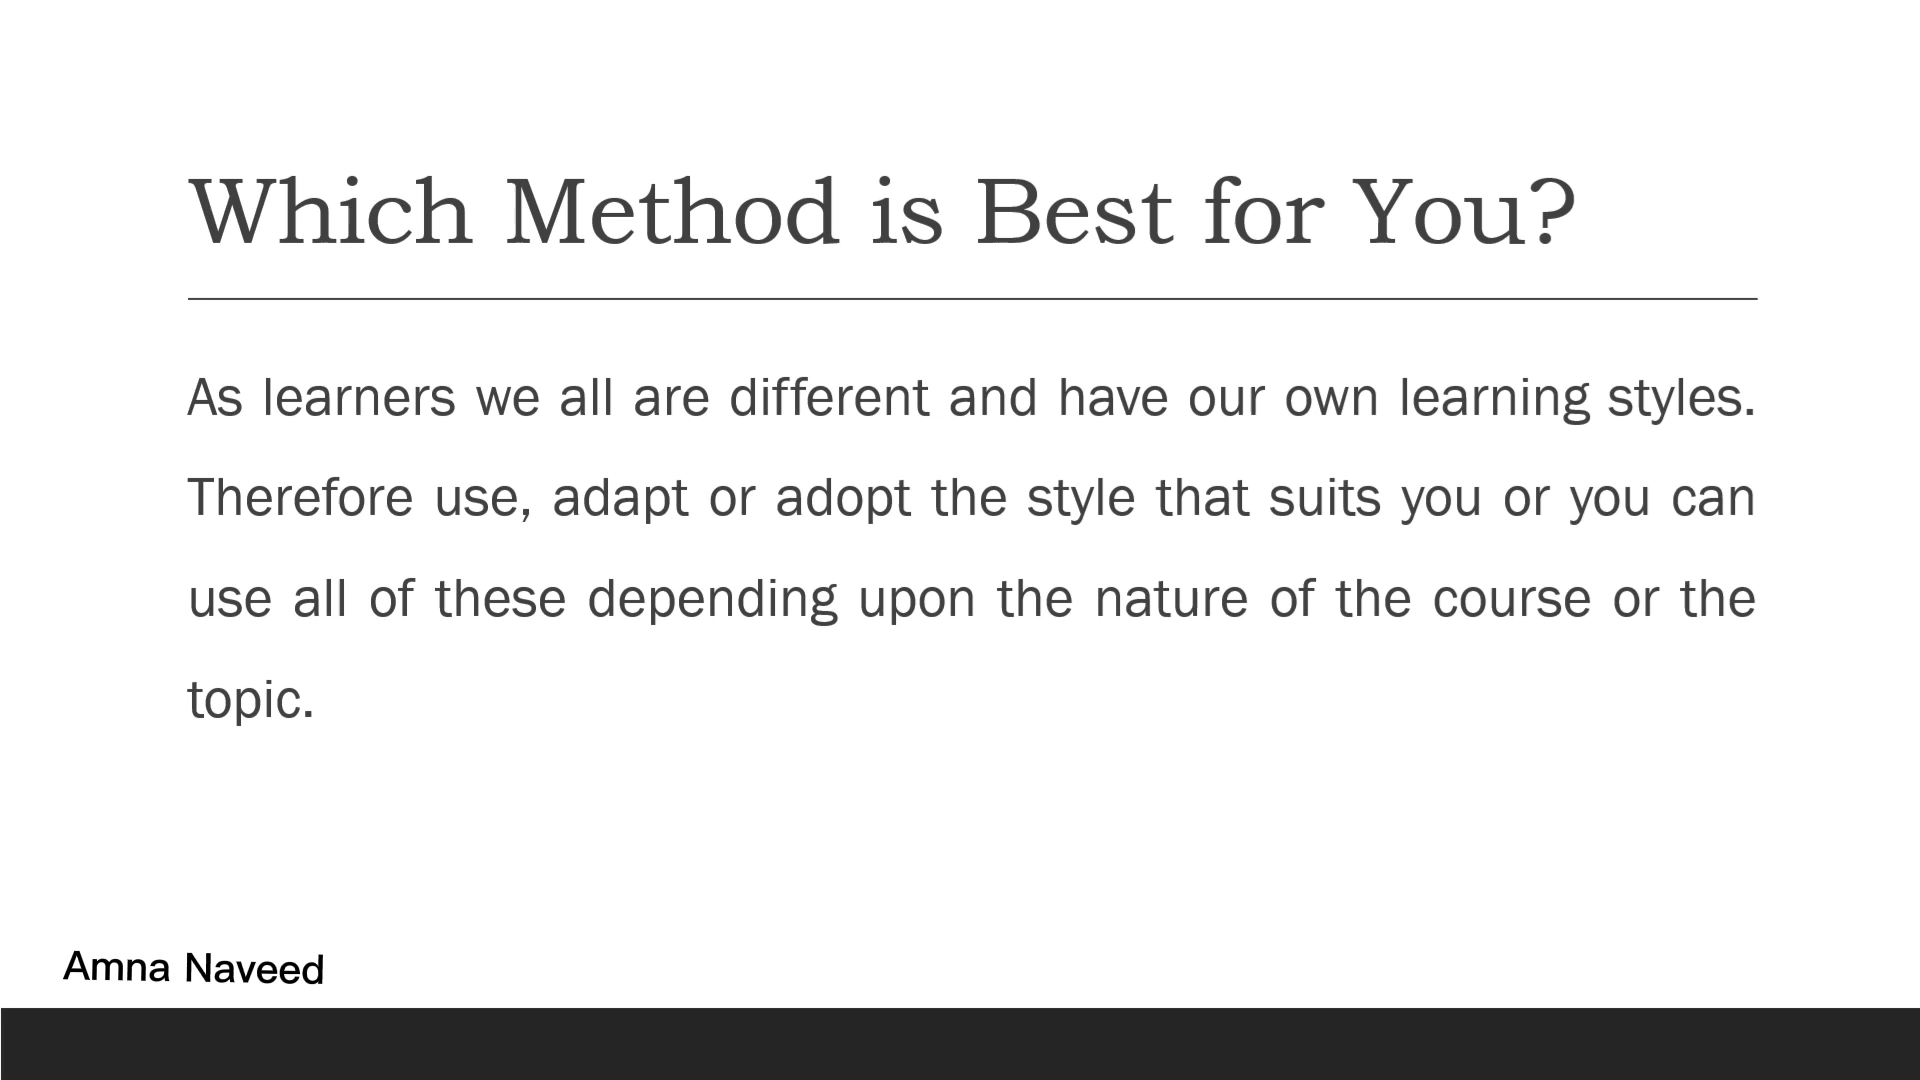 Which Method is Best for You?
As learners we all are different and have our own learning styles.
Therefore use, adapt or adopt the style that suits you or you can
use all of these depending upon the nature of the course or the
topic.
Amna Naveed